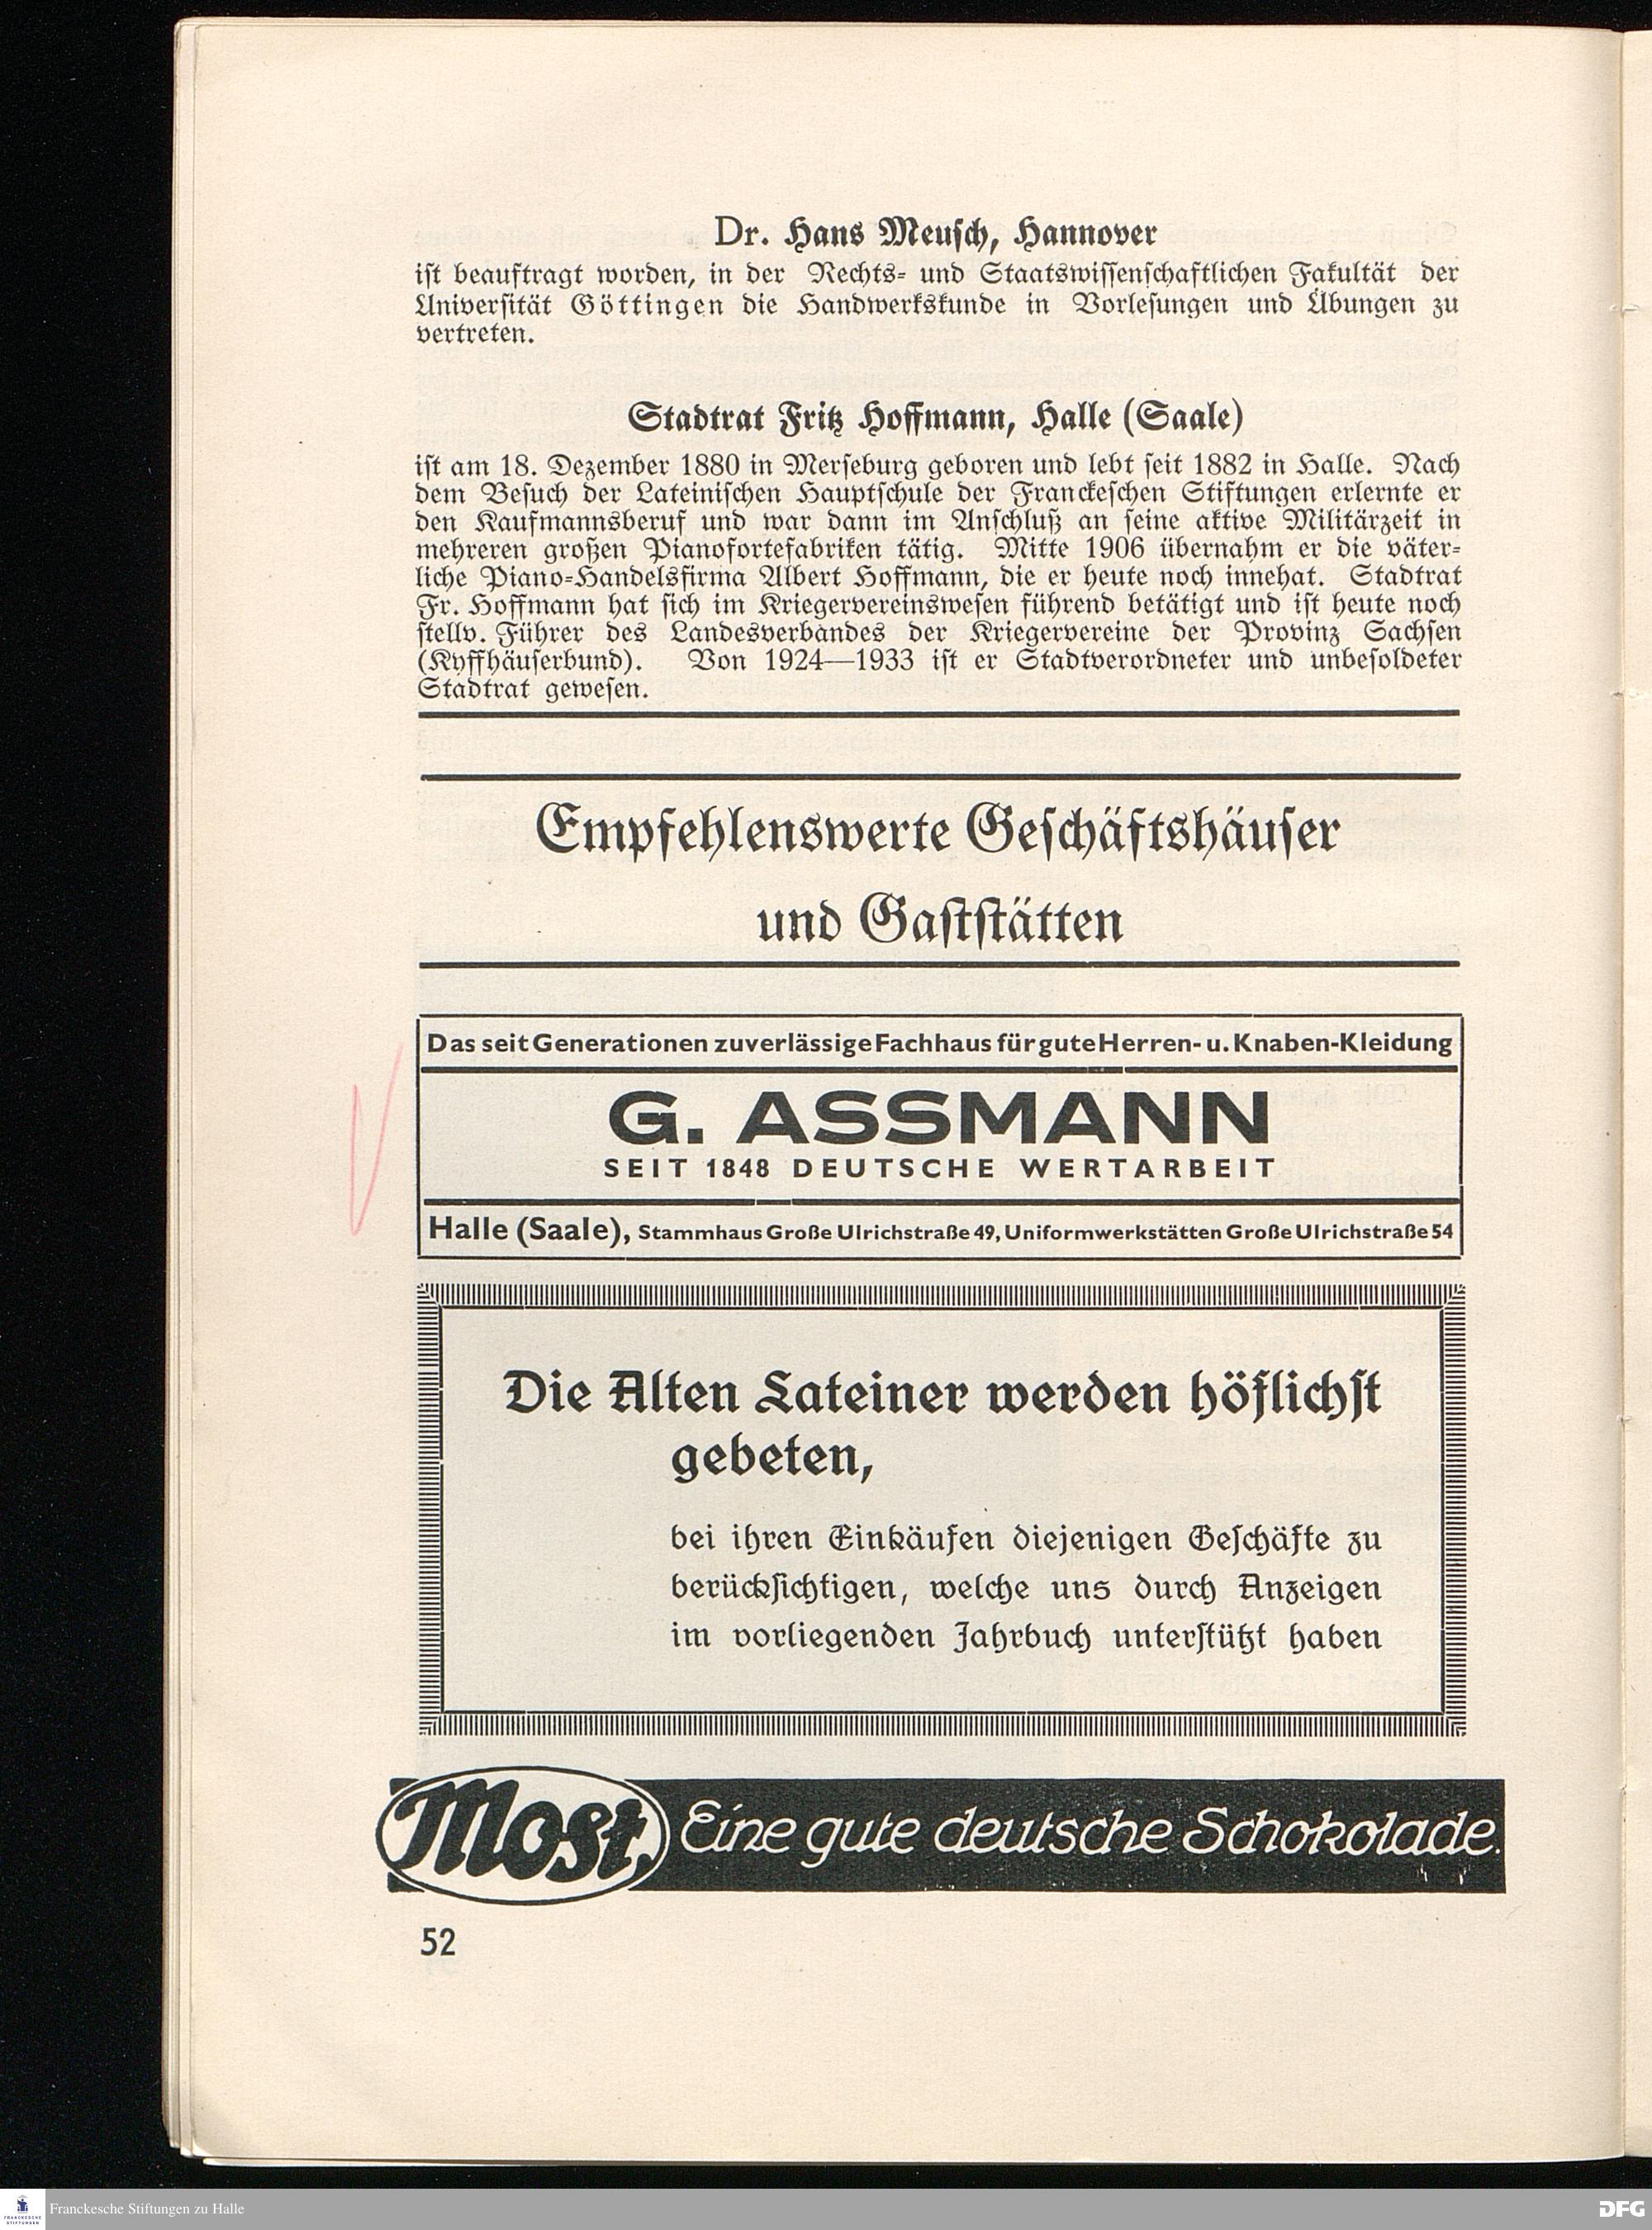 Dr. Hans Meusch, Hannover
ist beauftragt worden, in der Rechts- und Staatswissenschaftlichen Fakultät der
Universität Göttingen die Handwerkskunde in Vorlesungen und Übungen zu
vertreten.
Stadtrat Fritz Hoffmann, Halle (Saale)
ist am 18. Dezember 1880 in Merseburg geboren und lebt seit 1882 in Halle. Nach
dem Besuch der Lateinischen Hauptschule der Franckeschen Stiftungen erlernte er
den Kaufmannsberuf und war dann im Anschluß an seine aktive Militärzeit in
mehreren großen Pianofortefabriken tätig. Mitte 1906 übernahm er die väter-
liche Piano-Handelsfirma Albert Hoffmann, die er heute noch innehat. Stadtrat
Fr. Hoffmann hat sich im Kriegervereinswesen führend betätigt und ist heute noch
stellv. Führer des Landesverbandes der Kriegervereine der Provinz Sachsen
(Kyffhäuserbund). Von 1924—1933 ist er Stadtverordneter und unbesoldeter
Stadtrat gewesen.
Empfehlenswerte Geschäftshäuser
und Gaststätten
Das seit Generationen zuverlässige Fachhaus für gute Herren- u. Knaben-Kleidung
G. ASSMANN
SEIT 1848 DEUTSCHE WERTARBEIT
Halle (Saale), Stammhaus Große Ulrichstraße 49, Uniformwerkstätten Große Ulrichstraße 54
Die Alten Lateiner werden höflichst
gebeten,
bei ihren Einkäufen diejenigen Geschäfte zu
berücksichtigen, welche uns durch Anzeigen
im vorliegenden Jahrbuch unterstützt haben
Most. Eine gute deutsche Schokolade.
52
FRANCKESCHE
STIFTUNGEN
Franckesche Stiftungen zu Halle
DFG